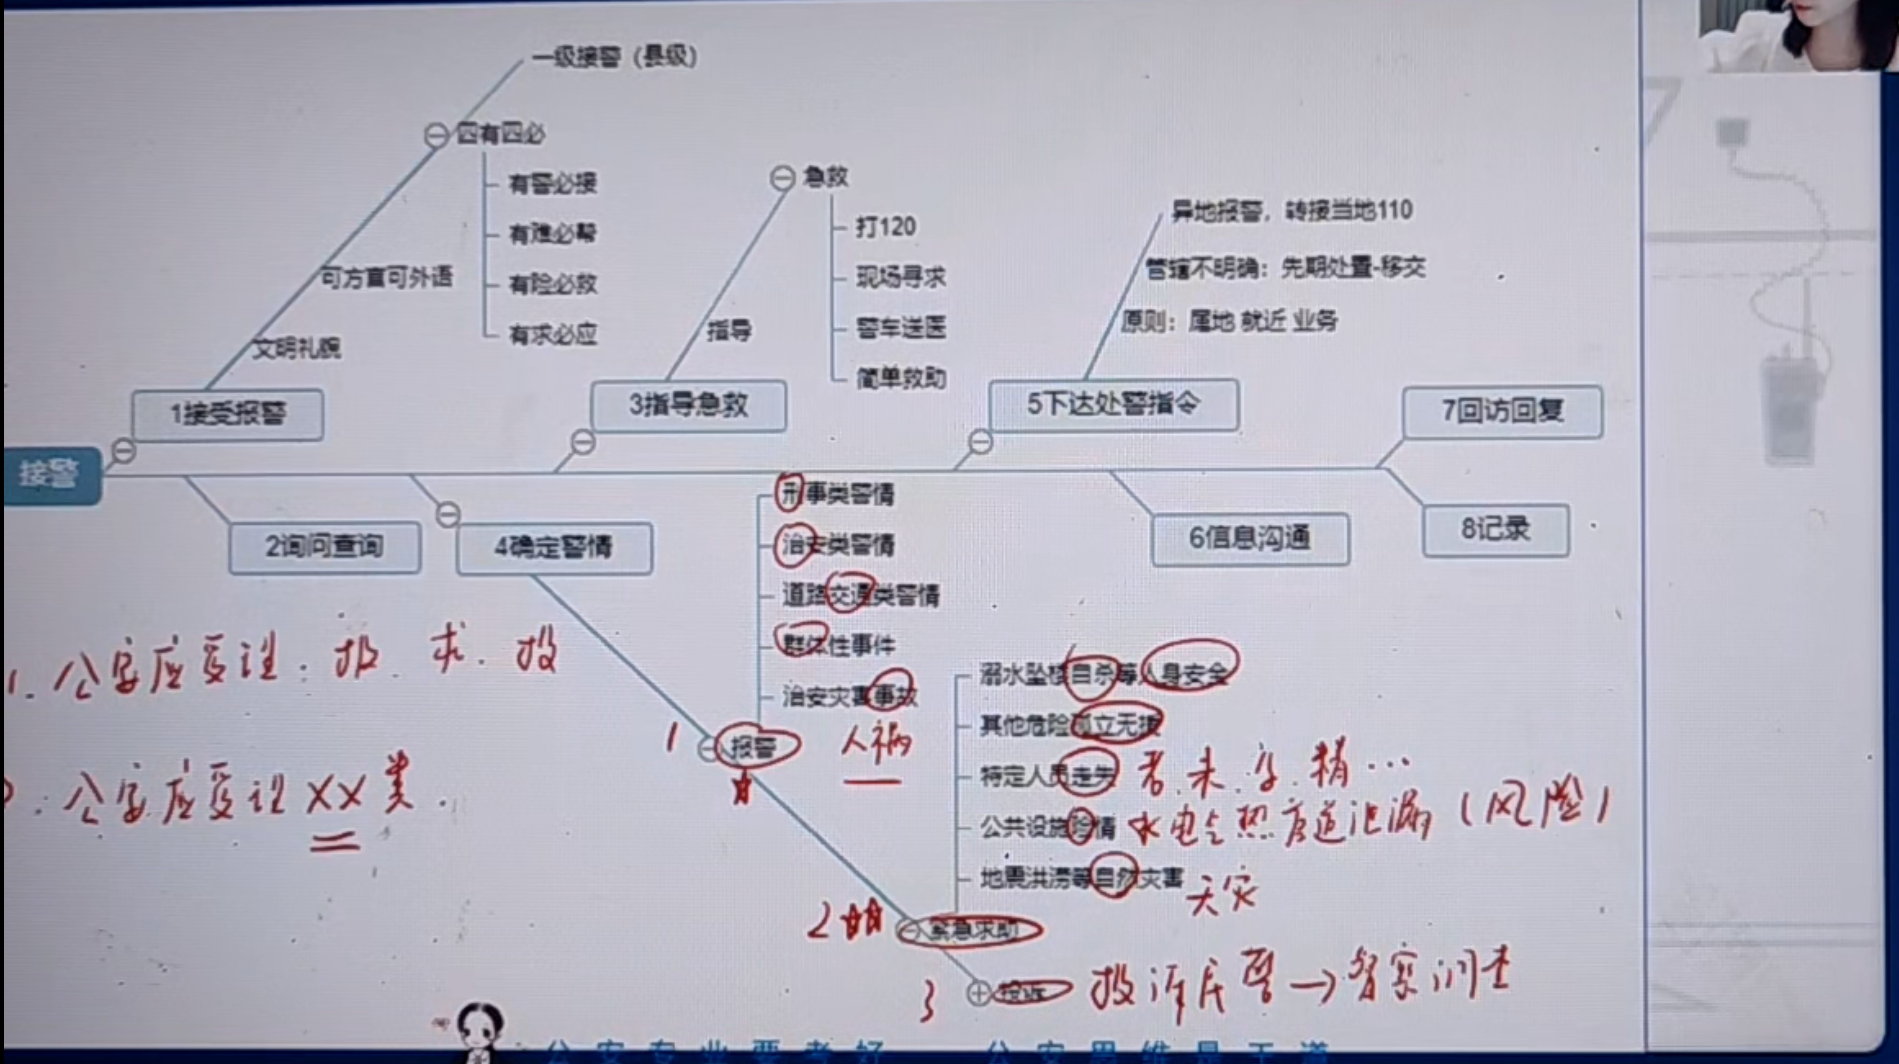 一级接警（县级）
四有四必
有警必接
有难必帮
有险必救
有求必应
可方言可外语
文明礼貌
1接受报警
急救
打120
现场寻求
警车送医
简单救助
指导
3指导急救
异地报警，转接当地110
管辖不明确：先期处置-移交
原则：属地 就近 业务
5下达处警指令
7回访回复
接警
2询问查询
4确定警情
6信息沟通
8记录
刑事类警情
治安类警情
道路交通类警情
群体性事件
治安灾害事故
1 报警
人祸
溺水坠楼自杀等人身安全
其他危险孤立无援
特定人员走失 老.未..精…
公共设施险情 水电气热 管道泄漏（风险）
地震洪涝等自然灾害 天灾
2 紧急求助
3 投诉 投诉民警→督察调查
1. 公安应受理：报.求.投
公安应受理XX类.
公安专业要考好 公安思维是王道